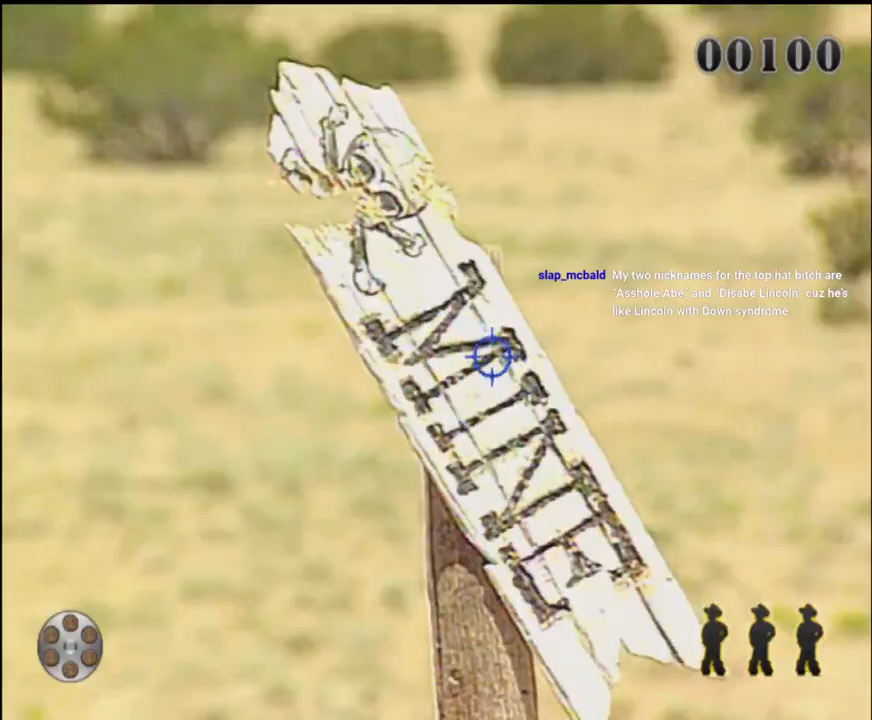 00100
slap_mcbald My two nicknames for the top hat bitch are
"Asshole Abe" and "Disabe Lincoln" cuz he's
like Lincoln with Down syndrome
MINE